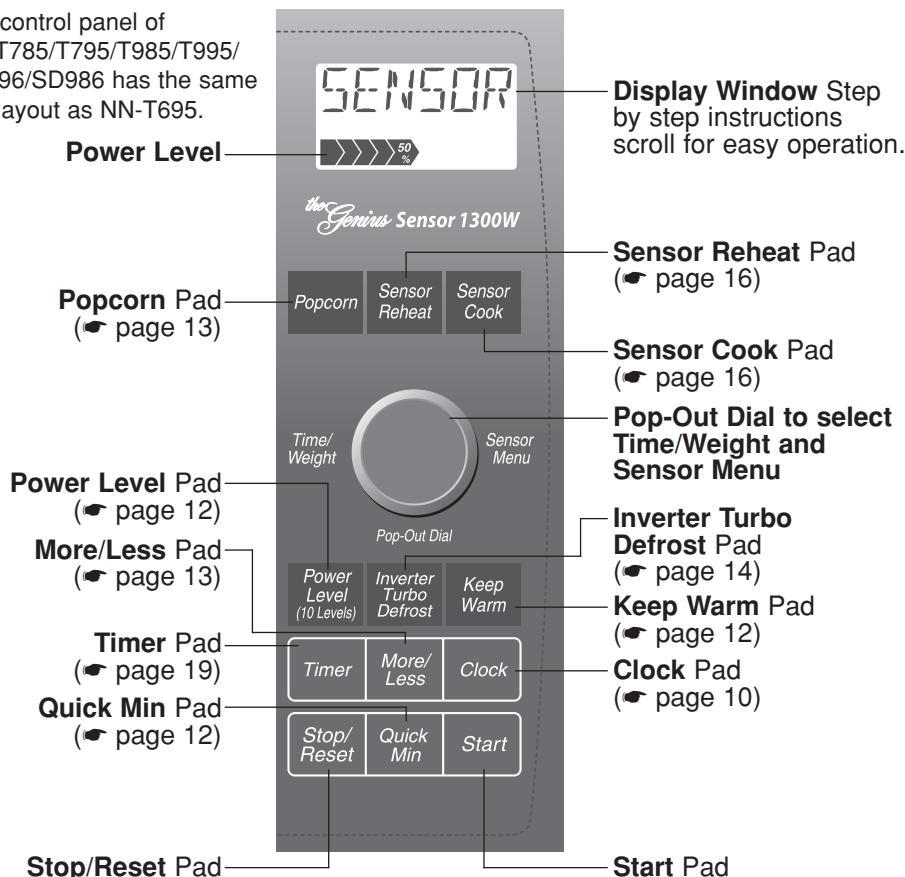 control panel of
T785/T795/T985/T995/
96/SD986 has the same
layout as NN-T695.
SENSOR
50
%
Power Level
Display Window Step
by step instructions
scroll for easy operation.
the Genius Sensor 1300W
Popcorn Pad
(☛ page 13)
Popcorn
Sensor
Reheat
Sensor
Cook
Sensor Reheat Pad
(☛ page 16)
Sensor Cook Pad
(☛ page 16)
Time/
Weight
Sensor
Menu
Pop-Out Dial
Pop-Out Dial to select
Time/Weight and
Sensor Menu
Power Level Pad
(☛ page 12)
More/Less Pad
(☛ page 13)
Timer Pad
(☛ page 19)
Quick Min Pad
(☛ page 12)
Power
Level
(10 Levels)
Inverter
Turbo
Defrost
Keep
Warm
Timer
More/
Less
Clock
Stop/
Reset
Quick
Min
Start
Inverter Turbo
Defrost Pad
(☛ page 14)
Keep Warm Pad
(☛ page 12)
Clock Pad
(☛ page 10)
Stop/Reset Pad
Start Pad